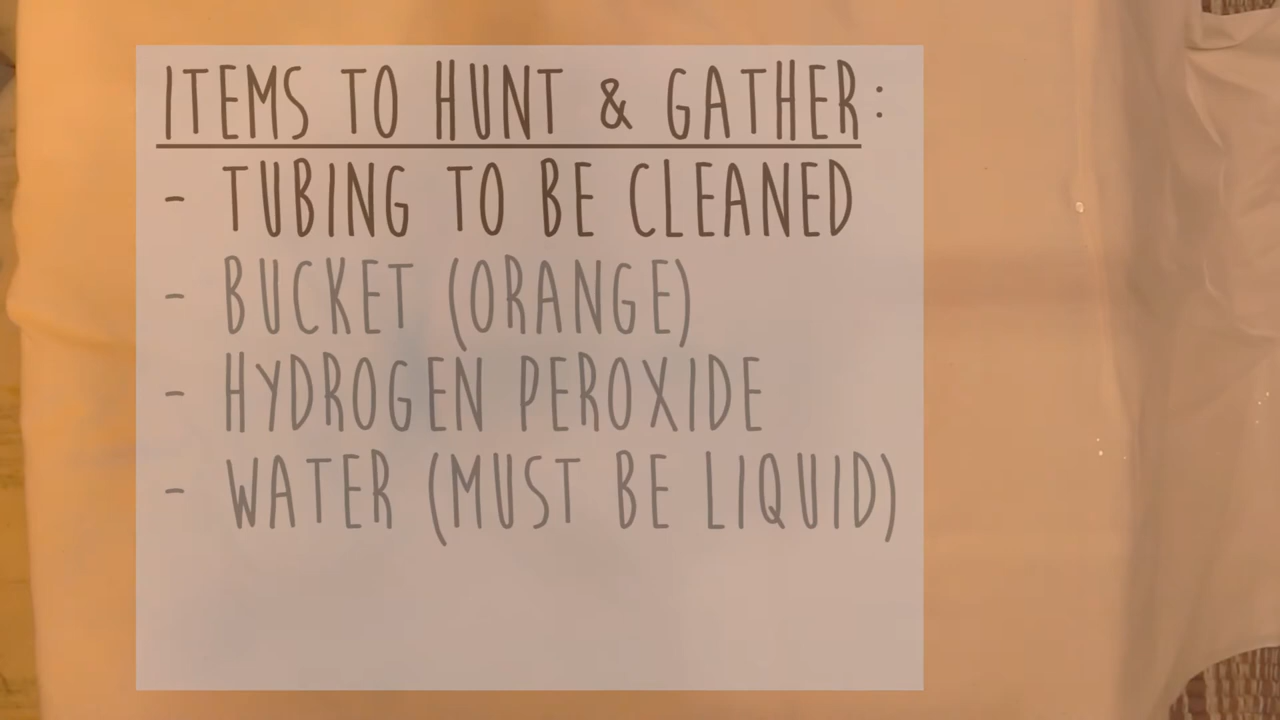 ITEMS TO HUNT & GATHER:
- TUBING TO BE CLEANED
- BUCKET (ORANGE)
- HYDROGEN PEROXIDE
- WATER (MUST BE LIQUID)